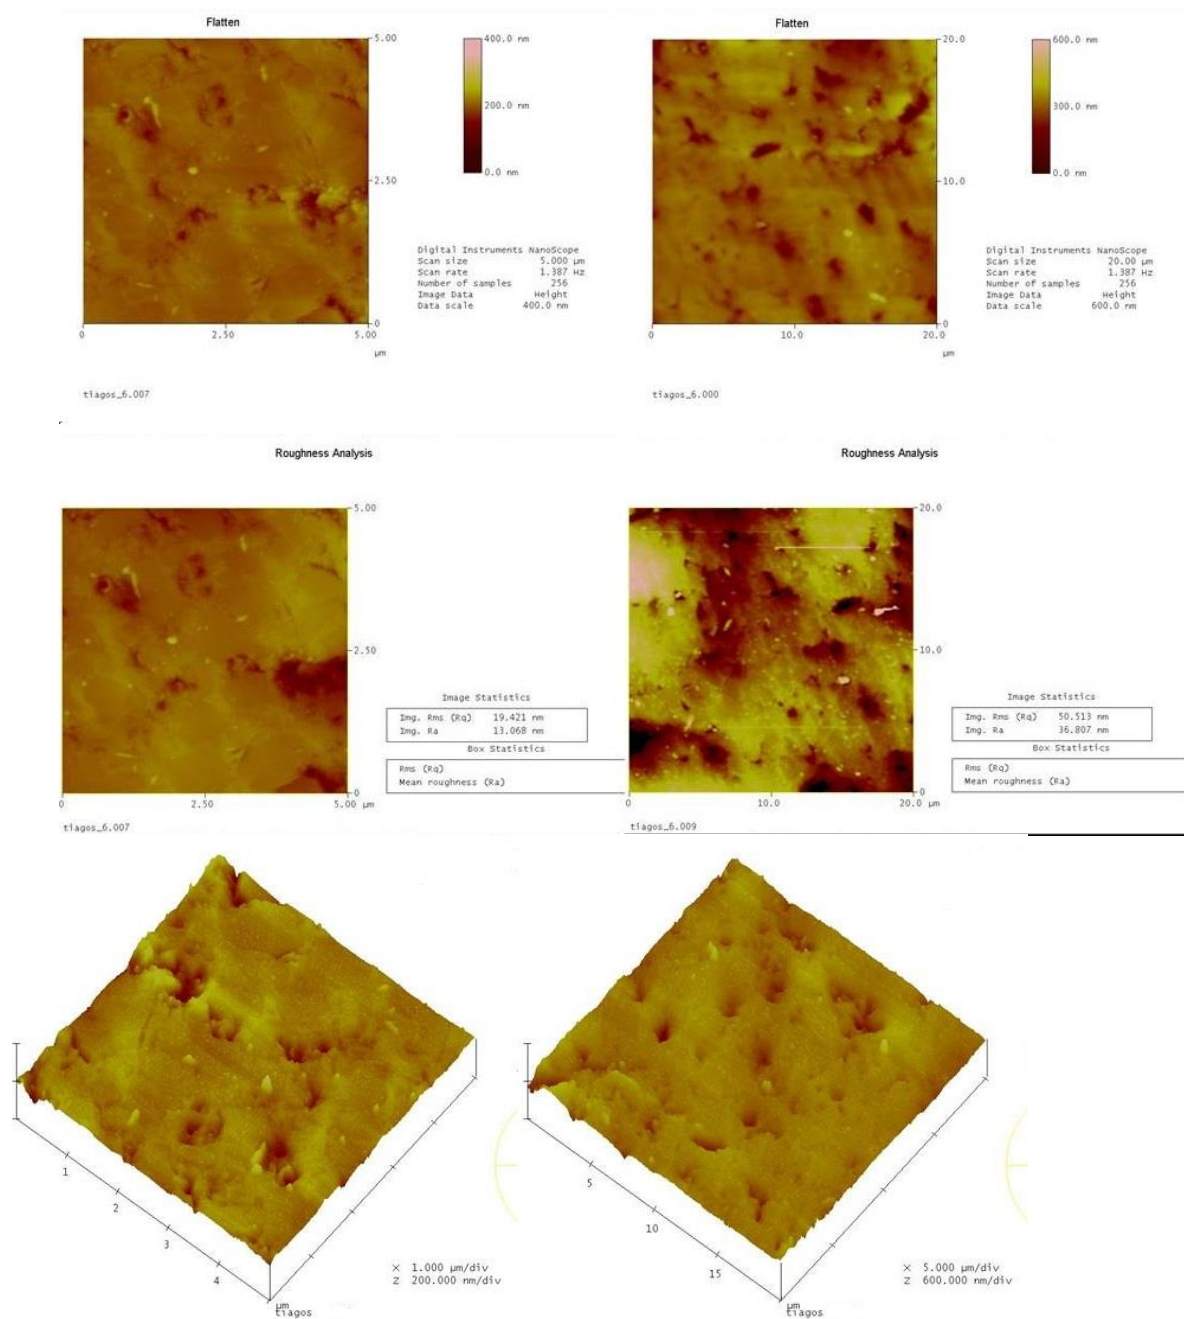 Flatten
5.00
2.50
0
0
2.50
5.00
µm
400.0 nm
200.0 nm
0.0 nm
Digital Instruments NanoScope
Scan size 5.000 µm
Scan rate 1.387 Hz
Number of samples 256
Image Data Height
Data scale 400.0 nm
tiagos_6.007
Flatten
20.0
10.0
0
0
10.0
20.0
µm
600.0 nm
300.0 nm
0.0 nm
Digital Instruments NanoScope
Scan size 20.00 µm
Scan rate 1.387 Hz
Number of samples 256
Image Data Height
Data scale 600.0 nm
tiagos_6.000
Roughness Analysis
5.00
2.50
0
0
2.50
5.00 µm
Image Statistics
Img. Rms (Rq) 19.421 nm
Img. Ra 13.068 nm
Box Statistics
Rms (Rq)
Mean roughness (Ra)
tiagos_6.007
Roughness Analysis
20.0
10.0
0
0
10.0
20.0 µm
Image Statistics
Img. Rms (Rq) 50.513 nm
Img. Ra 36.807 nm
Box Statistics
Rms (Rq)
Mean roughness (Ra)
tiagos_6.009
1
2
3
4
µm
X 1.000 µm/div
Z 200.000 nm/div
tiagos
5
10
15
µm
X 5.000 µm/div
Z 600.000 nm/div
tiagos